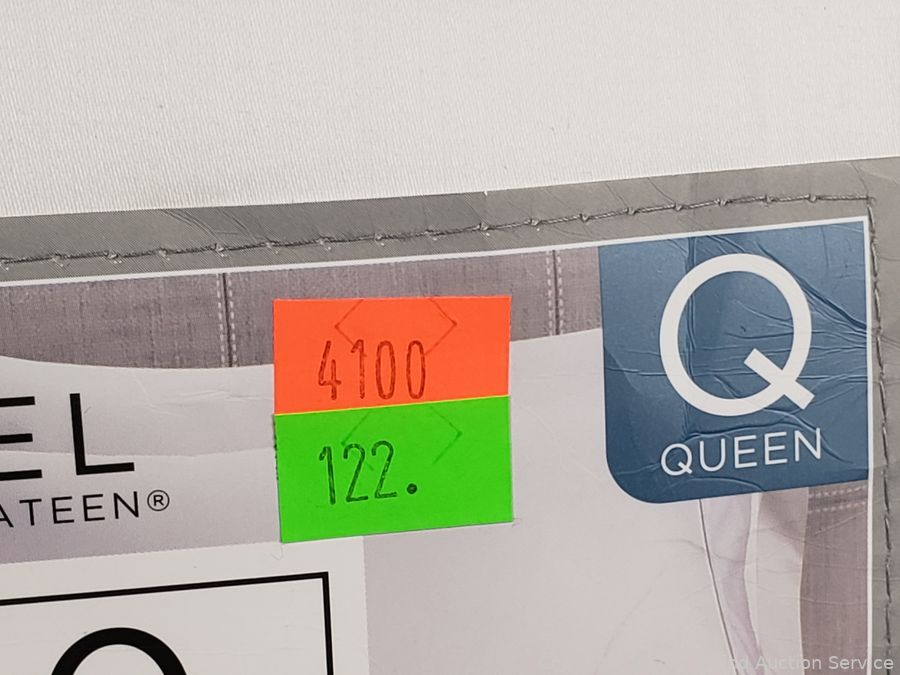 Q
QUEEN
4100
122.
EL
ATEEN®
Auction Service